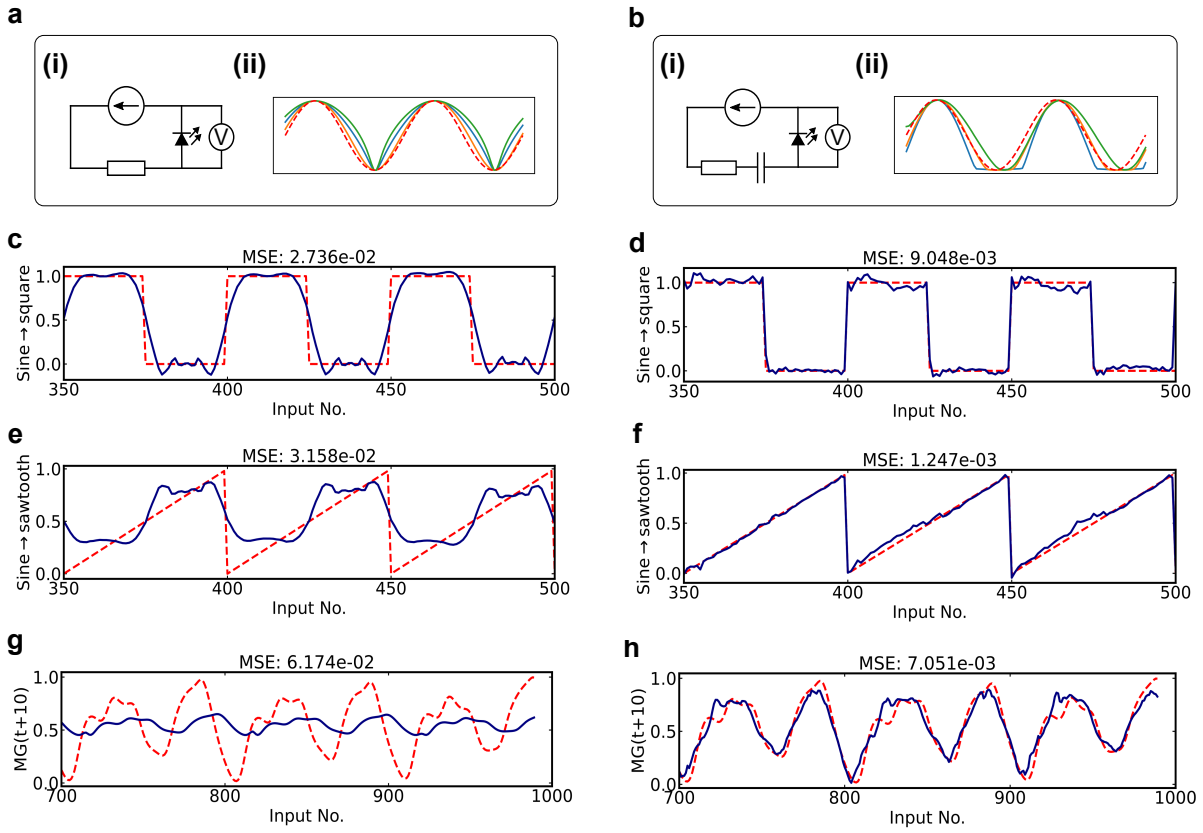 a
(i)
(ii)
V
b
(i)
(ii)
V
c
MSE: 2.736e-02
Sine→square
1.0
0.5
0.0
350
400
450
500
Input No.
d
MSE: 9.048e-03
Sine→square
1.0
0.5
0.0
350
400
450
500
Input No.
e
MSE: 3.158e-02
Sine→sawtooth
1.0
0.5
0.0
350
400
450
500
Input No.
f
MSE: 1.247e-03
Sine→sawtooth
1.0
0.5
0.0
350
400
450
500
Input No.
g
MSE: 6.174e-02
MG(t+10)
1.0
0.5
0.0
700
800
900
1000
Input No.
h
MSE: 7.051e-03
MG(t+10)
1.0
0.5
0.0
700
800
900
1000
Input No.